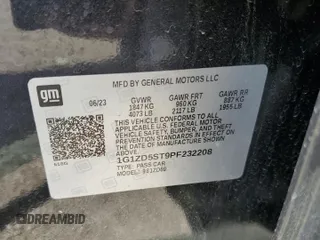 gm
MFD BY GENERAL MOTORS LLC
06/23
GVWR GAWR FRT GAWR RR
1847 KG 960 KG 887 KG
4073 LB 2117 LB 1955 LB
THIS VEHICLE CONFORMS TO ALL APPLICABLE U.S. FEDERAL MOTOR
VEHICLE SAFETY, BUMPER, AND THEFT PREVENTION
STANDARDS IN EFFECT ON THE DATE OF
MANUFACTURE SHOWN ABOVE.
1G1ZD5ST9PF232208
TYPE: PASS CAR
DREAMBID